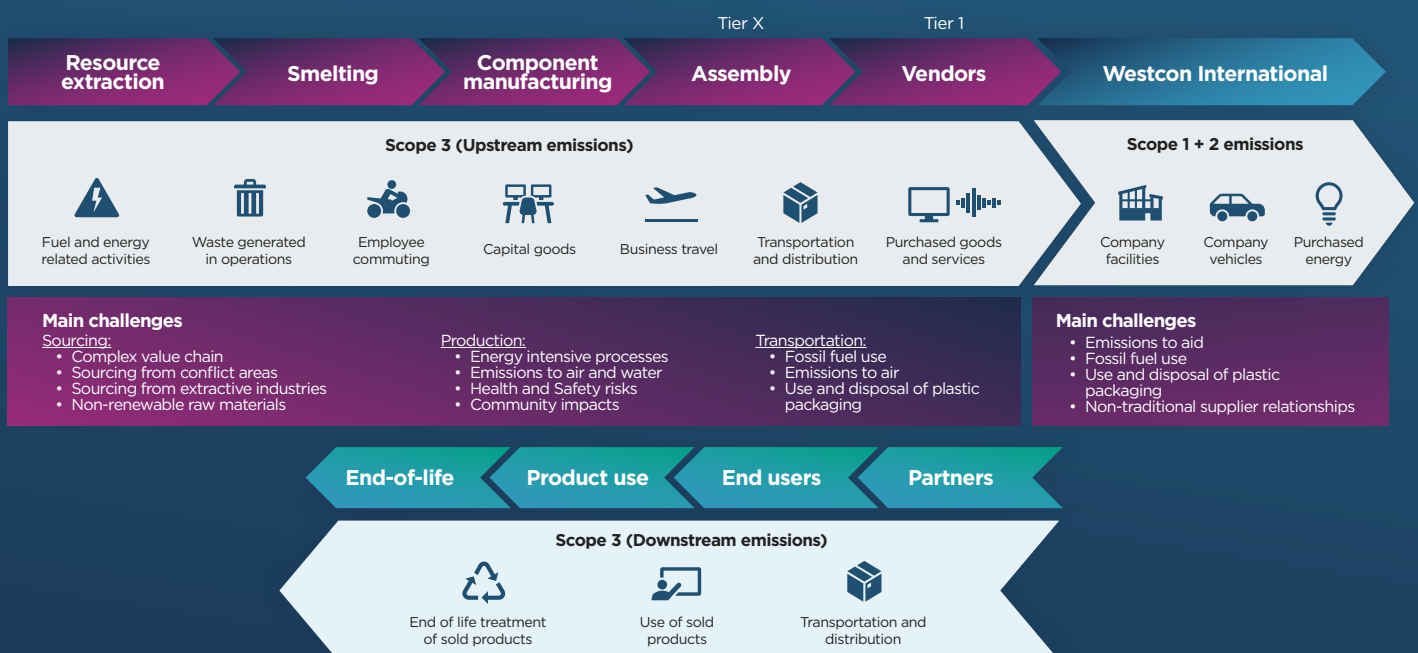 Tier X
Tier 1
Resource
extraction
Smelting
Component
manufacturing
Assembly
Vendors
Westcon International
Scope 3 (Upstream emissions)
Fuel and energy
related activities
Waste generated
in operations
Employee
commuting
Capital goods
Business travel
Transportation
and distribution
Purchased goods
and services
Scope 1 + 2 emissions
Company
facilities
Company
vehicles
Purchased
energy
Main challenges
Sourcing:
• Complex value chain
• Sourcing from conflict areas
• Sourcing from extractive industries
• Non-renewable raw materials
Production:
• Energy intensive processes
• Emissions to air and water
• Health and Safety risks
• Community impacts
Transportation:
• Fossil fuel use
• Emissions to air
• Use and disposal of plastic
packaging
Main challenges
• Emissions to aid
• Fossil fuel use
• Use and disposal of plastic
packaging
• Non-traditional supplier relationships
End-of-life
Product use
End users
Partners
Scope 3 (Downstream emissions)
End of life treatment
of sold products
Use of sold
products
Transportation and
distribution